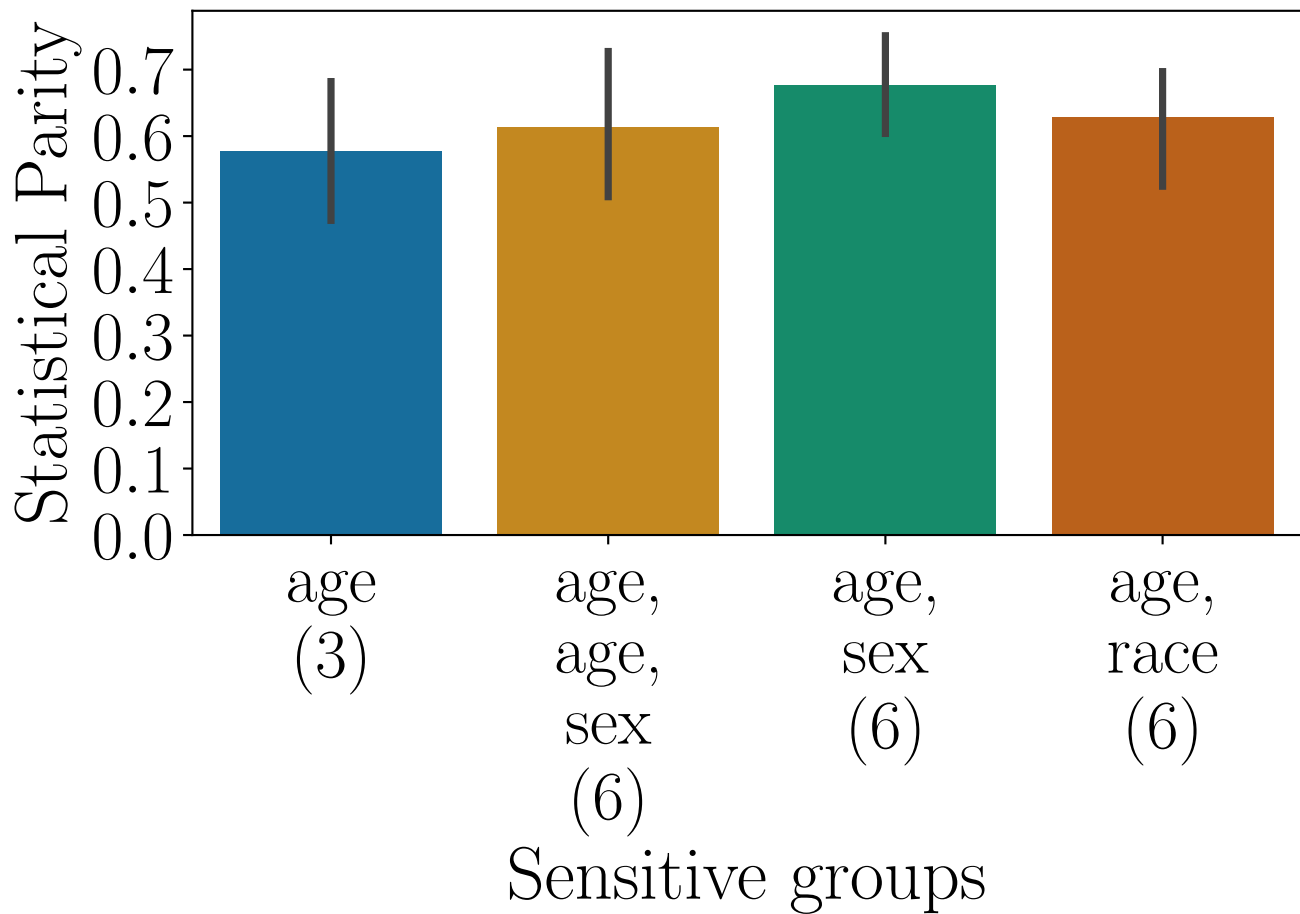 Statistical Parity
0.7
0.6
0.5
0.4
0.3
0.2
0.1
0.0
age
(3)
age,
age,
sex
(6)
age,
sex
(6)
age,
race
(6)
Sensitive groups